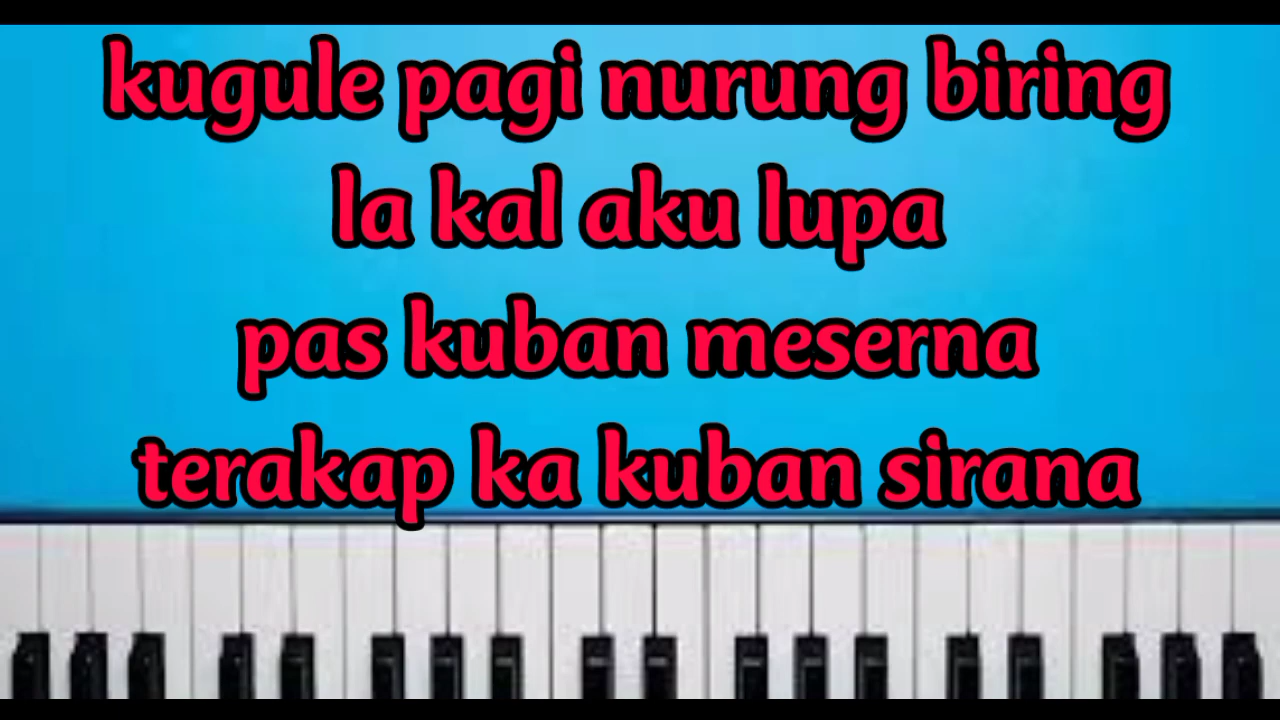 kugule pagi nurung biring
la kal aku lupa
pas kuban meserna
terakap ka kuban sirana